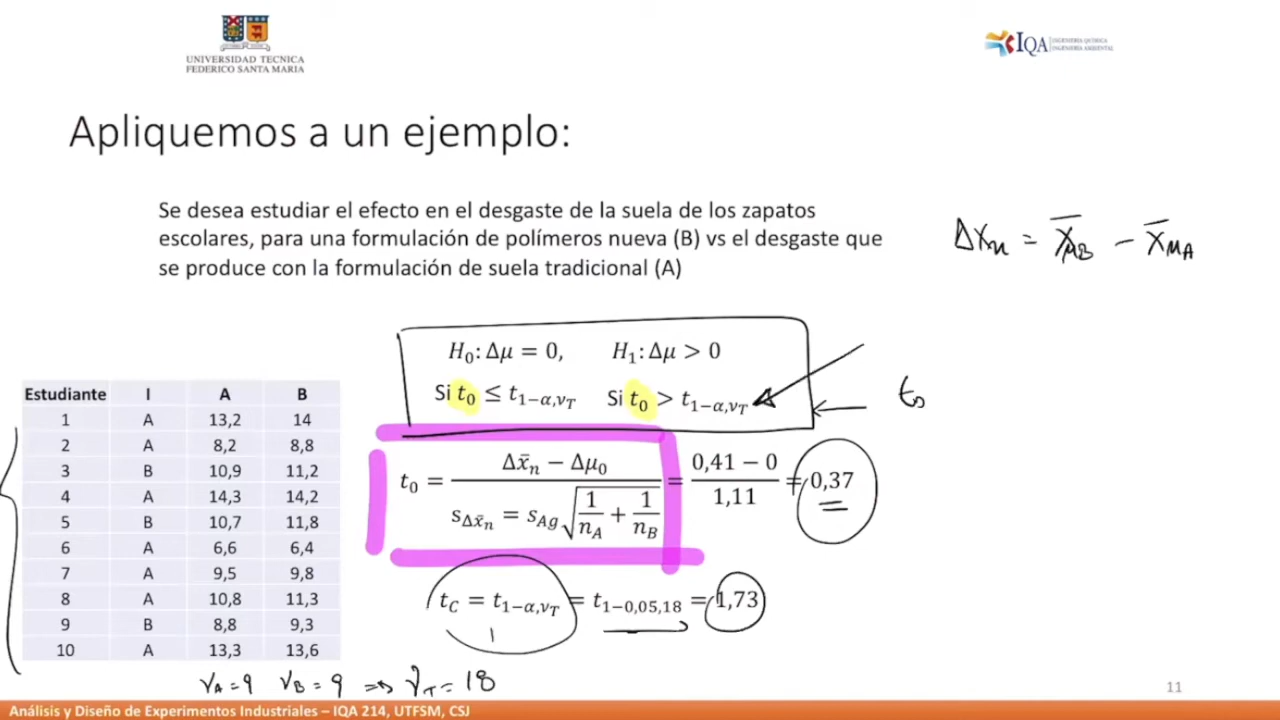 UNIVERSIDAD TECNICA
FEDERICO SANTA MARIA
IQA INGENIERÍA QUÍMICA
INGENIERÍA AMBIENTAL
Apliquemos a un ejemplo:
Se desea estudiar el efecto en el desgaste de la suela de los zapatos
escolares, para una formulación de polímeros nueva (B) vs el desgaste que
se produce con la formulación de suela tradicional (A)
Δx̄n = x̄nB − x̄nA
H₀: Δμ = 0, H₁: Δμ > 0
Si t₀ ≤ t₁₋α,νT Si t₀ > t₁₋α,νT
t₀
t₀ = (Δx̄n − Δμ₀) / (sΔx̄n = sAg √(1/nA + 1/nB)) = (0,41 − 0) / 1,11 = 0,37
tC = t₁₋α,νT = t₁₋₀,₀₅,₁₈ = 1,73
Estudiante I A B
1 A 13,2 14
2 A 8,2 8,8
3 B 10,9 11,2
4 A 14,3 14,2
5 B 10,7 11,8
6 A 6,6 6,4
7 A 9,5 9,8
8 A 10,8 11,3
9 B 8,8 9,3
10 A 13,3 13,6
νA = 9 νB = 9 ⇒ νT = 18
11
Análisis y Diseño de Experimentos Industriales – IQA 214, UTFSM, CSJ